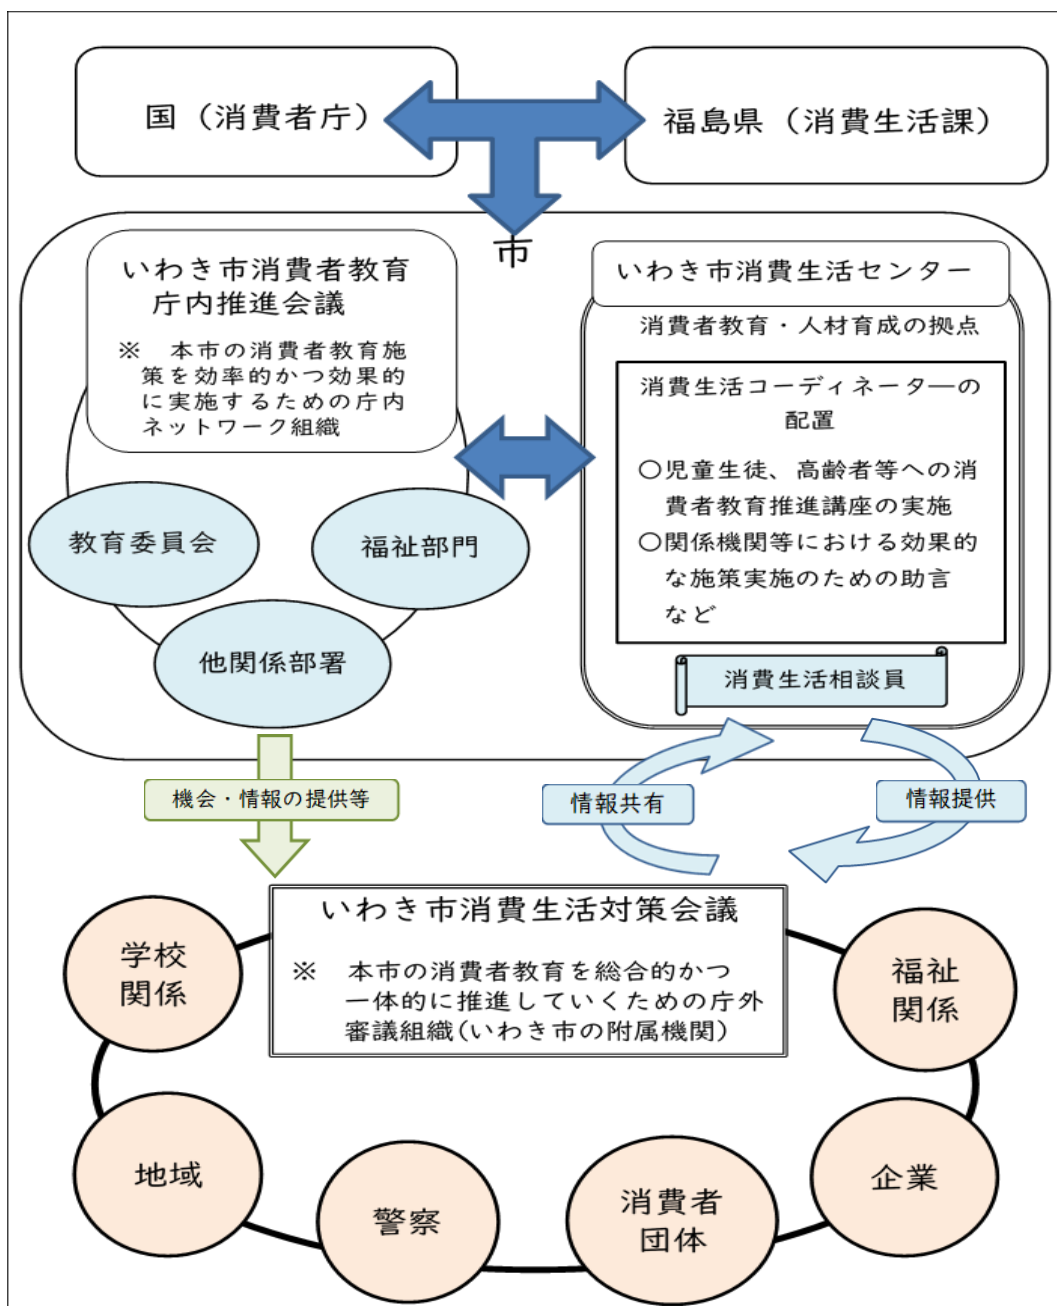 国（消費者庁）
福島県（消費生活課）
市
いわき市消費者教育
庁内推進会議
※　本市の消費者教育施
策を効率的かつ効果的
に実施するための庁内
ネットワーク組織
教育委員会
福祉部門
他関係部署
いわき市消費生活センター
消費者教育・人材育成の拠点
消費生活コーディネーターの
配置
○児童生徒、高齢者等への消
費者教育推進講座の実施
○関係機関等における効果的
な施策実施のための助言
など
消費生活相談員
機会・情報の提供等
情報共有
情報提供
いわき市消費生活対策会議
※　本市の消費者教育を総合的かつ
一体的に推進していくための庁外
審議組織(いわき市の附属機関)
学校
関係
福祉
関係
地域
警察
消費者
団体
企業